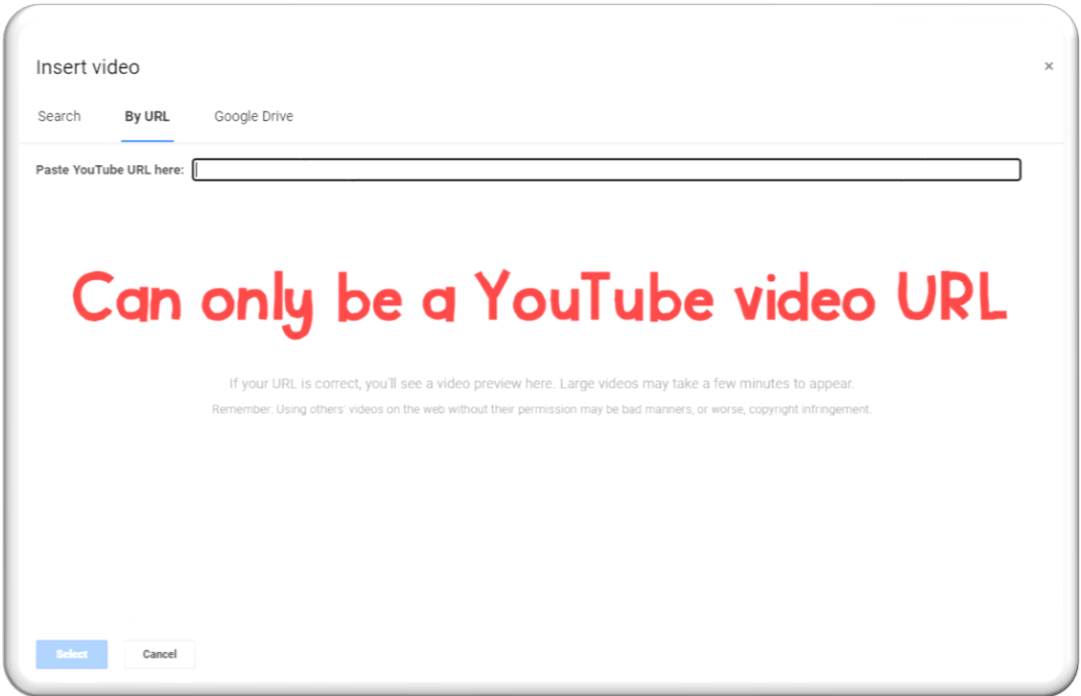 Insert video
×
Search By URL Google Drive
Paste YouTube URL here:
Can only be a YouTube video URL
If your URL is correct, you'll see a video preview here. Large videos may take a few minutes to appear.
Remember: Using others' videos on the web without their permission may be bad manners, or worse, copyright infringement.
Select Cancel